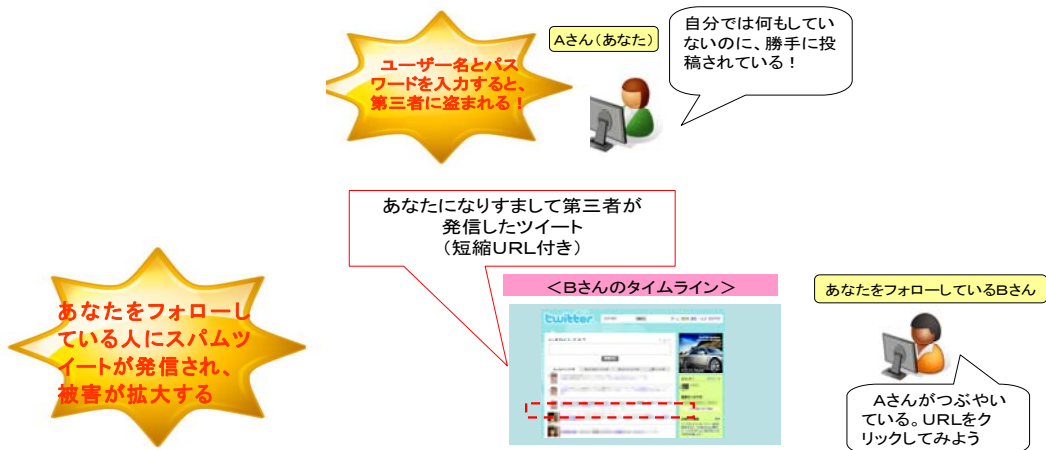 Aさん(あなた)
自分では何もしてい
ないのに、勝手に投
稿されている！
ユーザー名とパス
ワードを入力すると、
第三者に盗まれる！
あなたになりすまして第三者が
発信したツイート
（短縮URL付き）
＜Bさんのタイムライン＞
あなたをフォローしているBさん
twitter
あなたをフォローし
ている人にスパムツ
イートが発信され、
被害が拡大する
Aさんがつぶやい
ている。URLをク
リックしてみよう